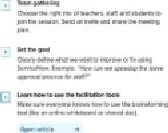 Team gathering
Choose the right mix of teachers, staff and students to
join the session. Send an invite and share the meeting
plan.
Set the goal
Clearly define what we want to improve or fix using
ServiceNow. Example, "How can we speed up the leave
approval process for staff?"
Learn how to use the facilitation tools
Make sure everyone knows how to use the brainstorming
tool (like an online whiteboard or shared doc).
Open article